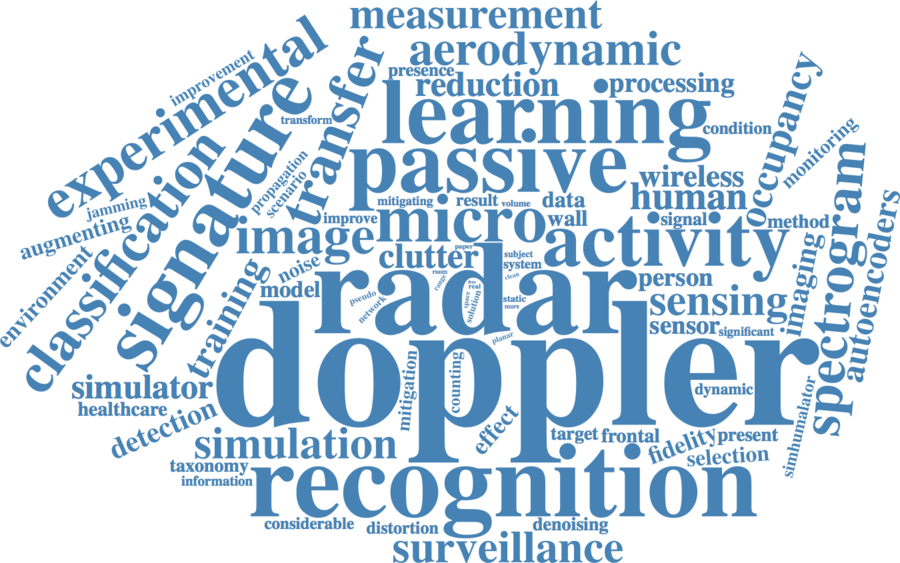 measurement
aerodynamic
presence
reduction
processing
improvement
experimental
transfer
transform
learning
condition
occupancy
monitoring
signature
passive
wireless
propagation
scenario
human
classification
jamming
augmenting
mitigating
result
volume
data
improve
micro
wall
signal
method
image
activity
spectrogram
autoencoders
imaging
environment
noise
clutter
paper
subject
system
room
range
clean
training
model
radar
person
pseudo
network
less
real
space
solution
static
more
sensing
sensor
significant
planar
doppler
simulator
healthcare
mitigation
counting
dynamic
simhumalator
detection
effect
simulation
target
frontal
fidelity
present
selection
taxonomy
information
recognition
considerable
distortion
denoising
surveillance